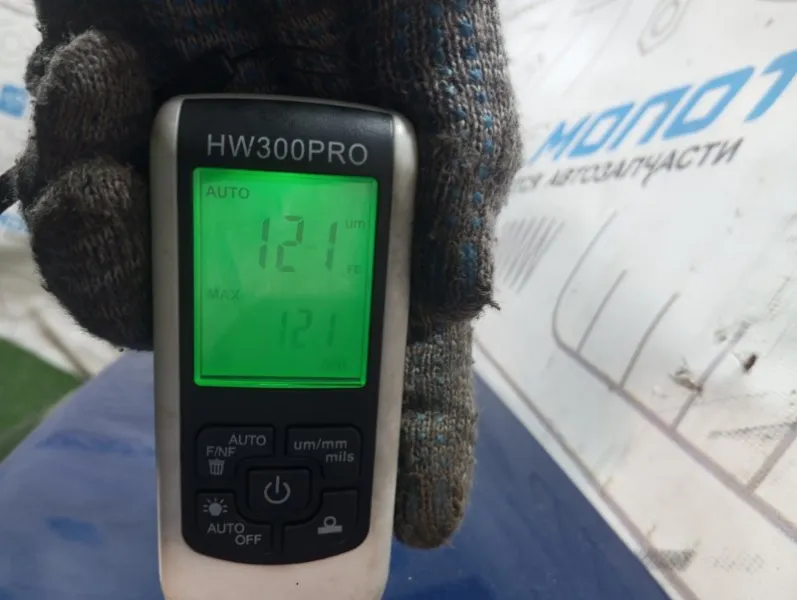 HW300PRO
AUTO
121 um
FE
MAX
121
AUTO
F/NF
um/mm
mils
AUTO
OFF
МОЛОТ
АВТОЗАПЧАСТИ